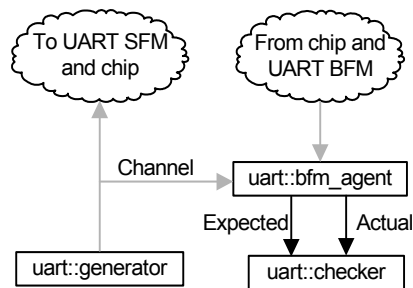 To UART SFM
and chip
From chip and
UART BFM
Channel
uart::bfm_agent
Expected
Actual
uart::generator
uart::checker